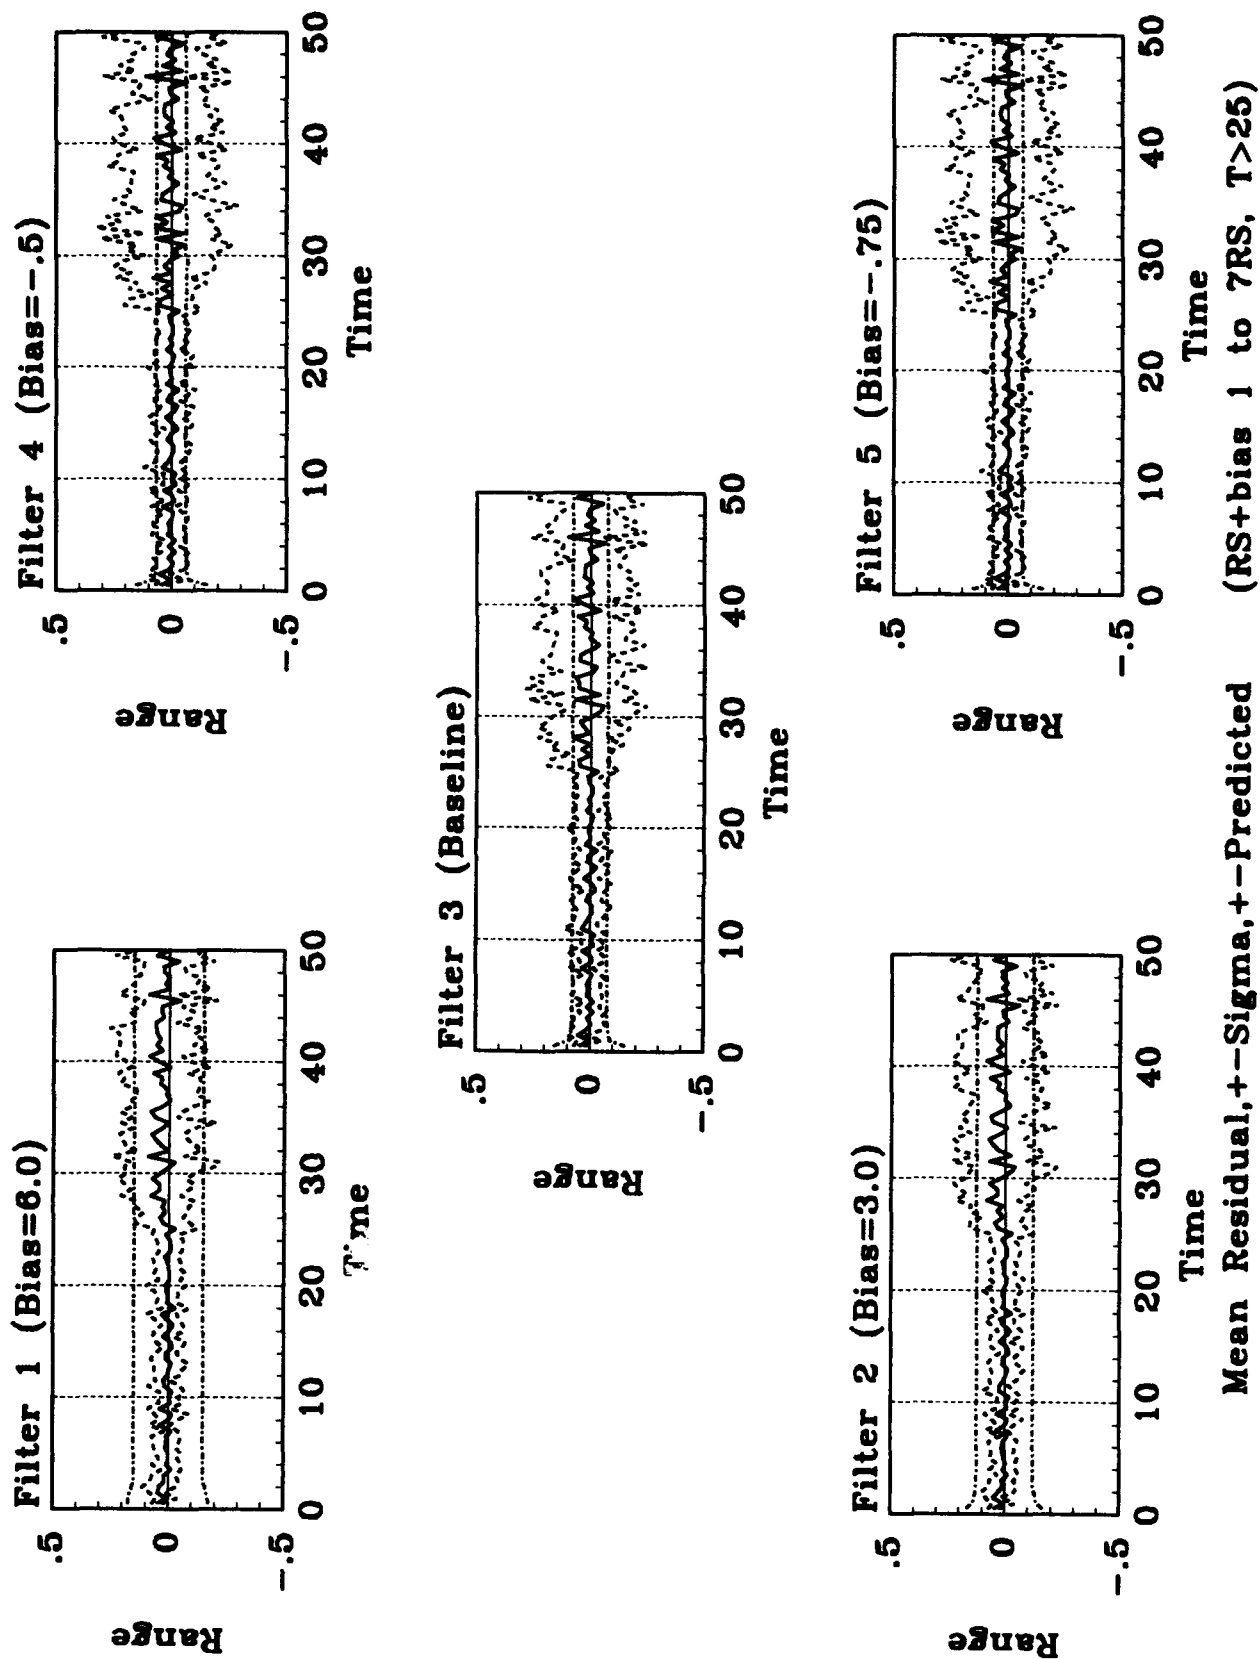 Filter 1 (Bias=6.0)
Range
.5
0
-.5
0 10 20 30 40 50
Time
Filter 4 (Bias=-.5)
Range
.5
0
-.5
0 10 20 30 40 50
Time
Filter 3 (Baseline)
Range
.5
0
-.5
0 10 20 30 40 50
Time
Filter 2 (Bias=3.0)
Range
.5
0
-.5
0 10 20 30 40 50
Time
Filter 5 (Bias=-.75)
Range
.5
0
-.5
0 10 20 30 40 50
Time
Mean Residual,+-Sigma,+-Predicted (RS+bias 1 to 7RS, T>25)